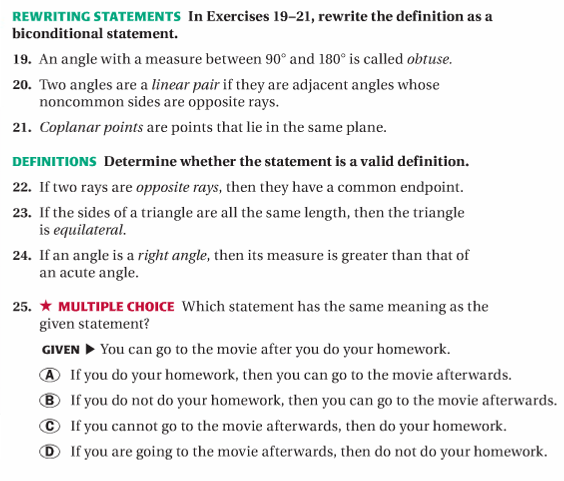 REWRITING STATEMENTS In Exercises 19–21, rewrite the definition as a
biconditional statement.
19. An angle with a measure between 90° and 180° is called obtuse.
20. Two angles are a linear pair if they are adjacent angles whose
noncommon sides are opposite rays.
21. Coplanar points are points that lie in the same plane.
DEFINITIONS Determine whether the statement is a valid definition.
22. If two rays are opposite rays, then they have a common endpoint.
23. If the sides of a triangle are all the same length, then the triangle
is equilateral.
24. If an angle is a right angle, then its measure is greater than that of
an acute angle.
25. ★ MULTIPLE CHOICE Which statement has the same meaning as the
given statement?
GIVEN ▶ You can go to the movie after you do your homework.
Ⓐ If you do your homework, then you can go to the movie afterwards.
Ⓑ If you do not do your homework, then you can go to the movie afterwards.
Ⓒ If you cannot go to the movie afterwards, then do your homework.
Ⓓ If you are going to the movie afterwards, then do not do your homework.